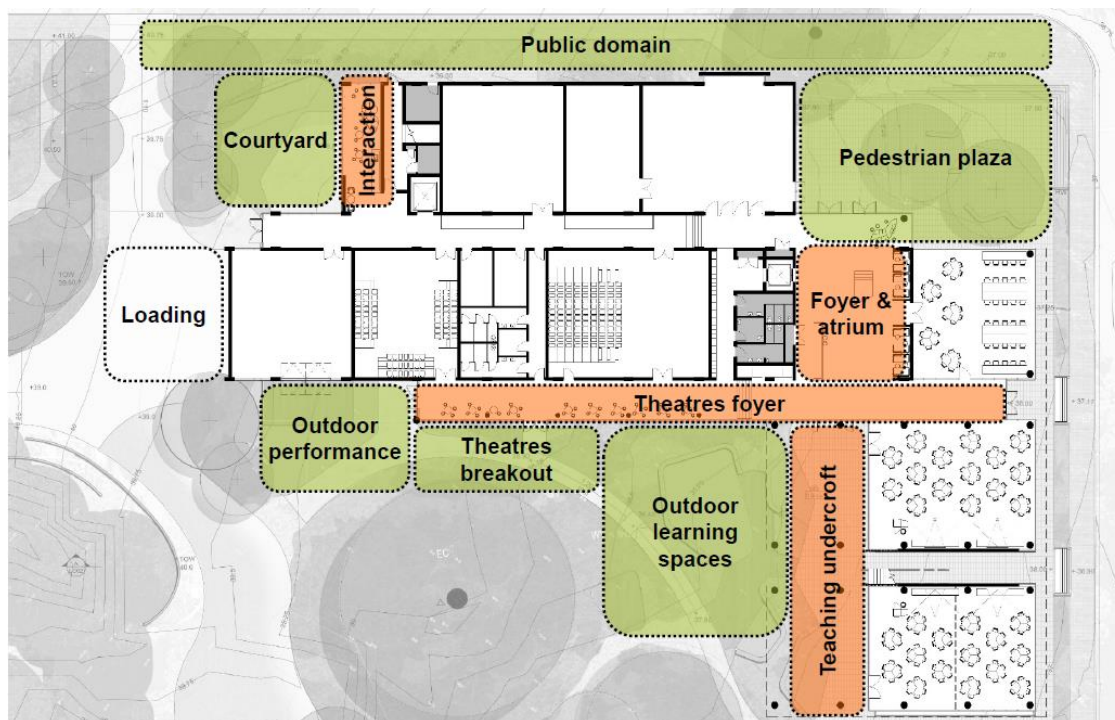 Public domain
Courtyard
Interaction
Pedestrian plaza
Loading
Foyer &
atrium
Theatres foyer
Outdoor
performance
Theatres
breakout
Outdoor
learning
spaces
Teaching undercroft